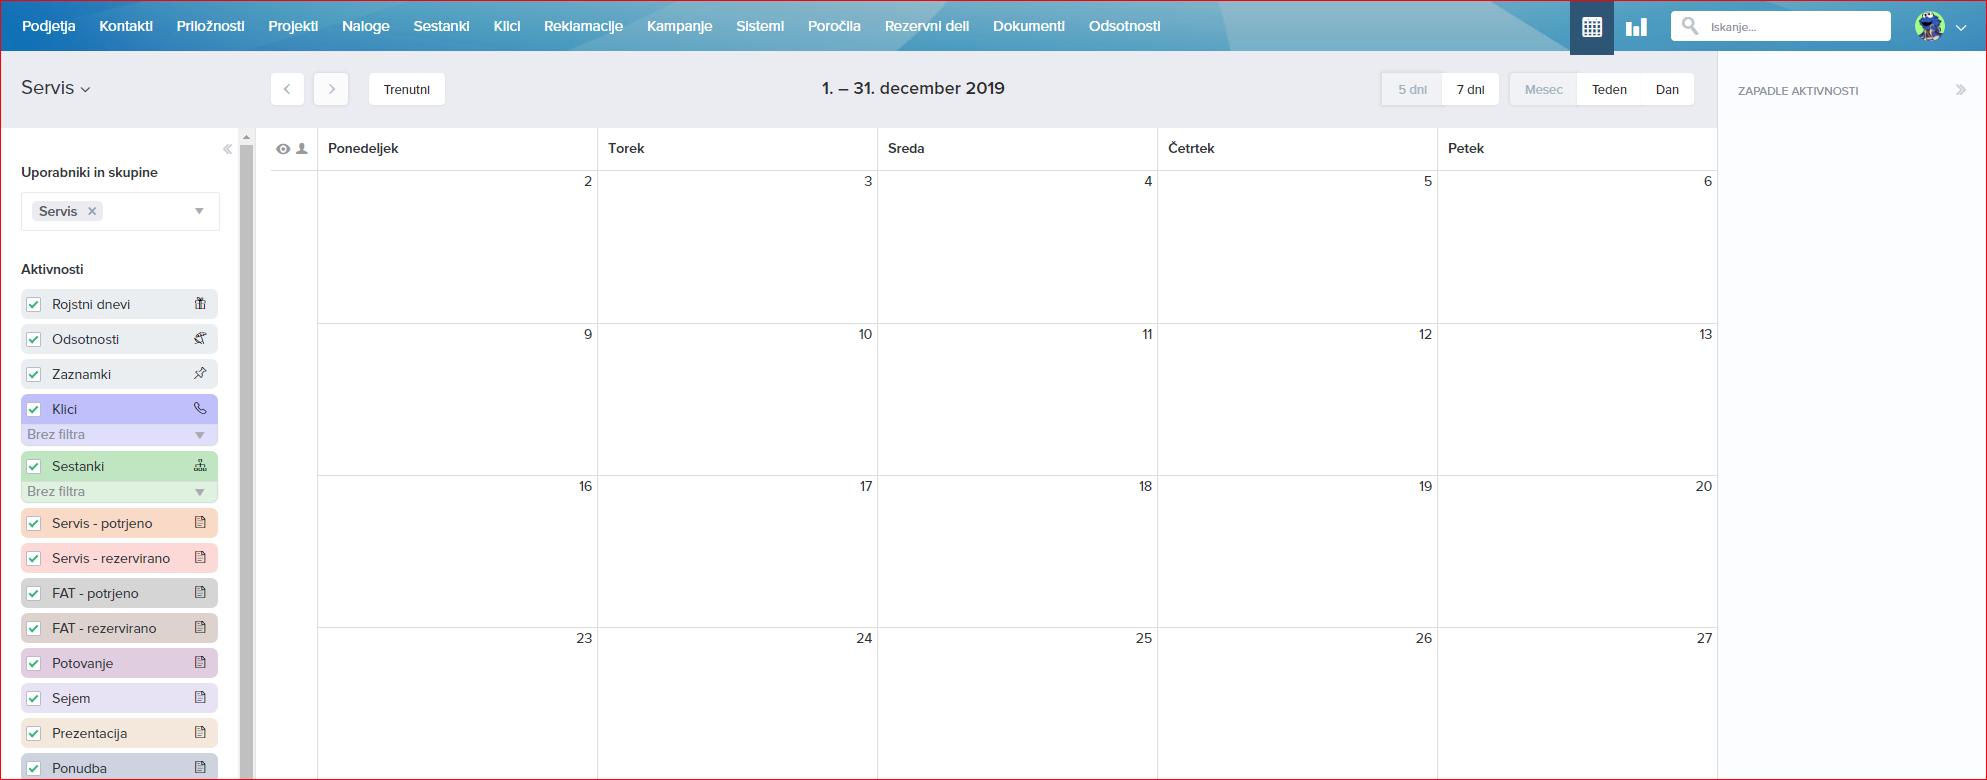 Podjetja Kontakti Priložnosti Projekti Naloge Sestanki Klici Reklamacije Kampanje Sistemi Poročila Rezervni deli Dokumenti Odsotnosti Iskanje...
Servis Trenutni 1. – 31. december 2019 5 dni 7 dni Mesec Teden Dan ZAPADLE AKTIVNOSTI
Uporabniki in skupine
Servis
Aktivnosti
Rojstni dnevi
Odsotnosti
Zaznamki
Klici
Brez filtra
Sestanki
Brez filtra
Servis - potrjeno
Servis - rezervirano
FAT - potrjeno
FAT - rezervirano
Potovanje
Sejem
Prezentacija
Ponudba
Ponedeljek Torek Sreda Četrtek Petek
2 3 4 5 6
9 10 11 12 13
16 17 18 19 20
23 24 25 26 27